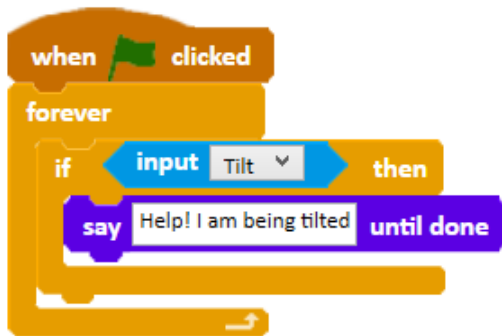 when clicked
forever
if input Tilt then
say Help! I am being tilted until done